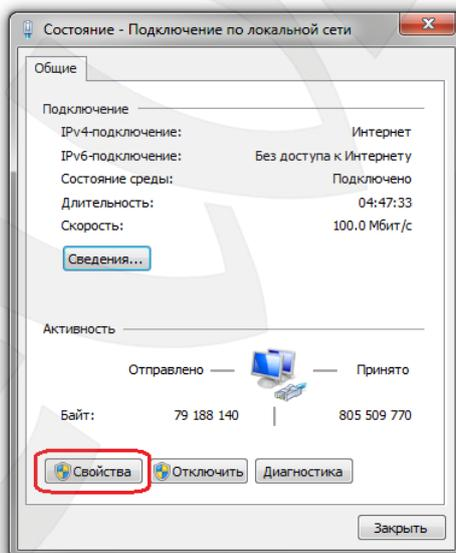 Состояние - Подключение по локальной сети
Общие
Подключение
IPv4-подключение: Интернет
IPv6-подключение: Без доступа к Интернету
Состояние среды: Подключено
Длительность: 04:47:33
Скорость: 100.0 Мбит/с
Сведения...
Активность
Отправлено — Принято
Байт: 79 188 140 805 509 770
Свойства Отключить Диагностика
Закрыть